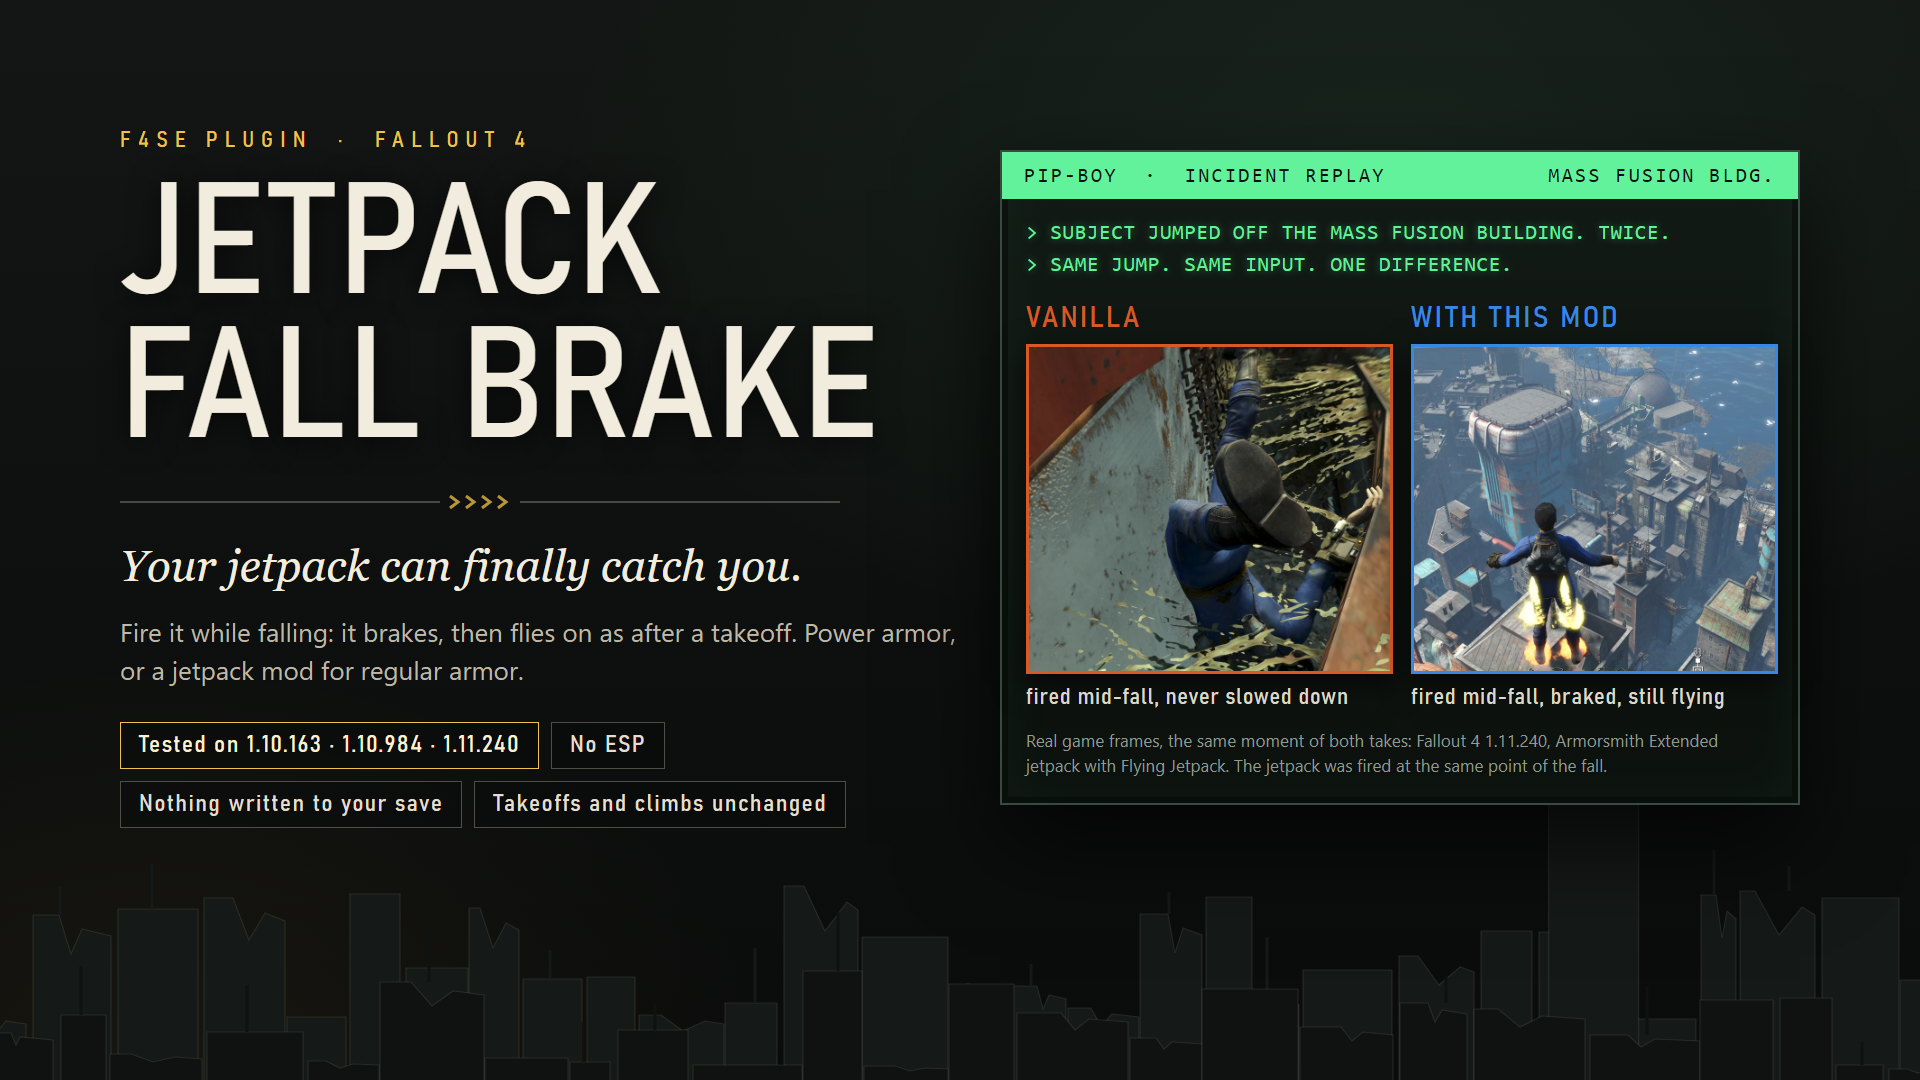 F4SE PLUGIN · FALLOUT 4
JETPACK
FALL BRAKE
>>>>
Your jetpack can finally catch you.
Fire it while falling: it brakes, then flies on as after a takeoff. Power armor,
or a jetpack mod for regular armor.
Tested on 1.10.163 · 1.10.984 · 1.11.240
No ESP
Nothing written to your save
Takeoffs and climbs unchanged
PIP-BOY · INCIDENT REPLAY
MASS FUSION BLDG.
> SUBJECT JUMPED OFF THE MASS FUSION BUILDING. TWICE.
> SAME JUMP. SAME INPUT. ONE DIFFERENCE.
VANILLA
WITH THIS MOD
fired mid-fall, never slowed down
fired mid-fall, braked, still flying
Real game frames, the same moment of both takes: Fallout 4 1.11.240, Armorsmith Extended
jetpack with Flying Jetpack. The jetpack was fired at the same point of the fall.